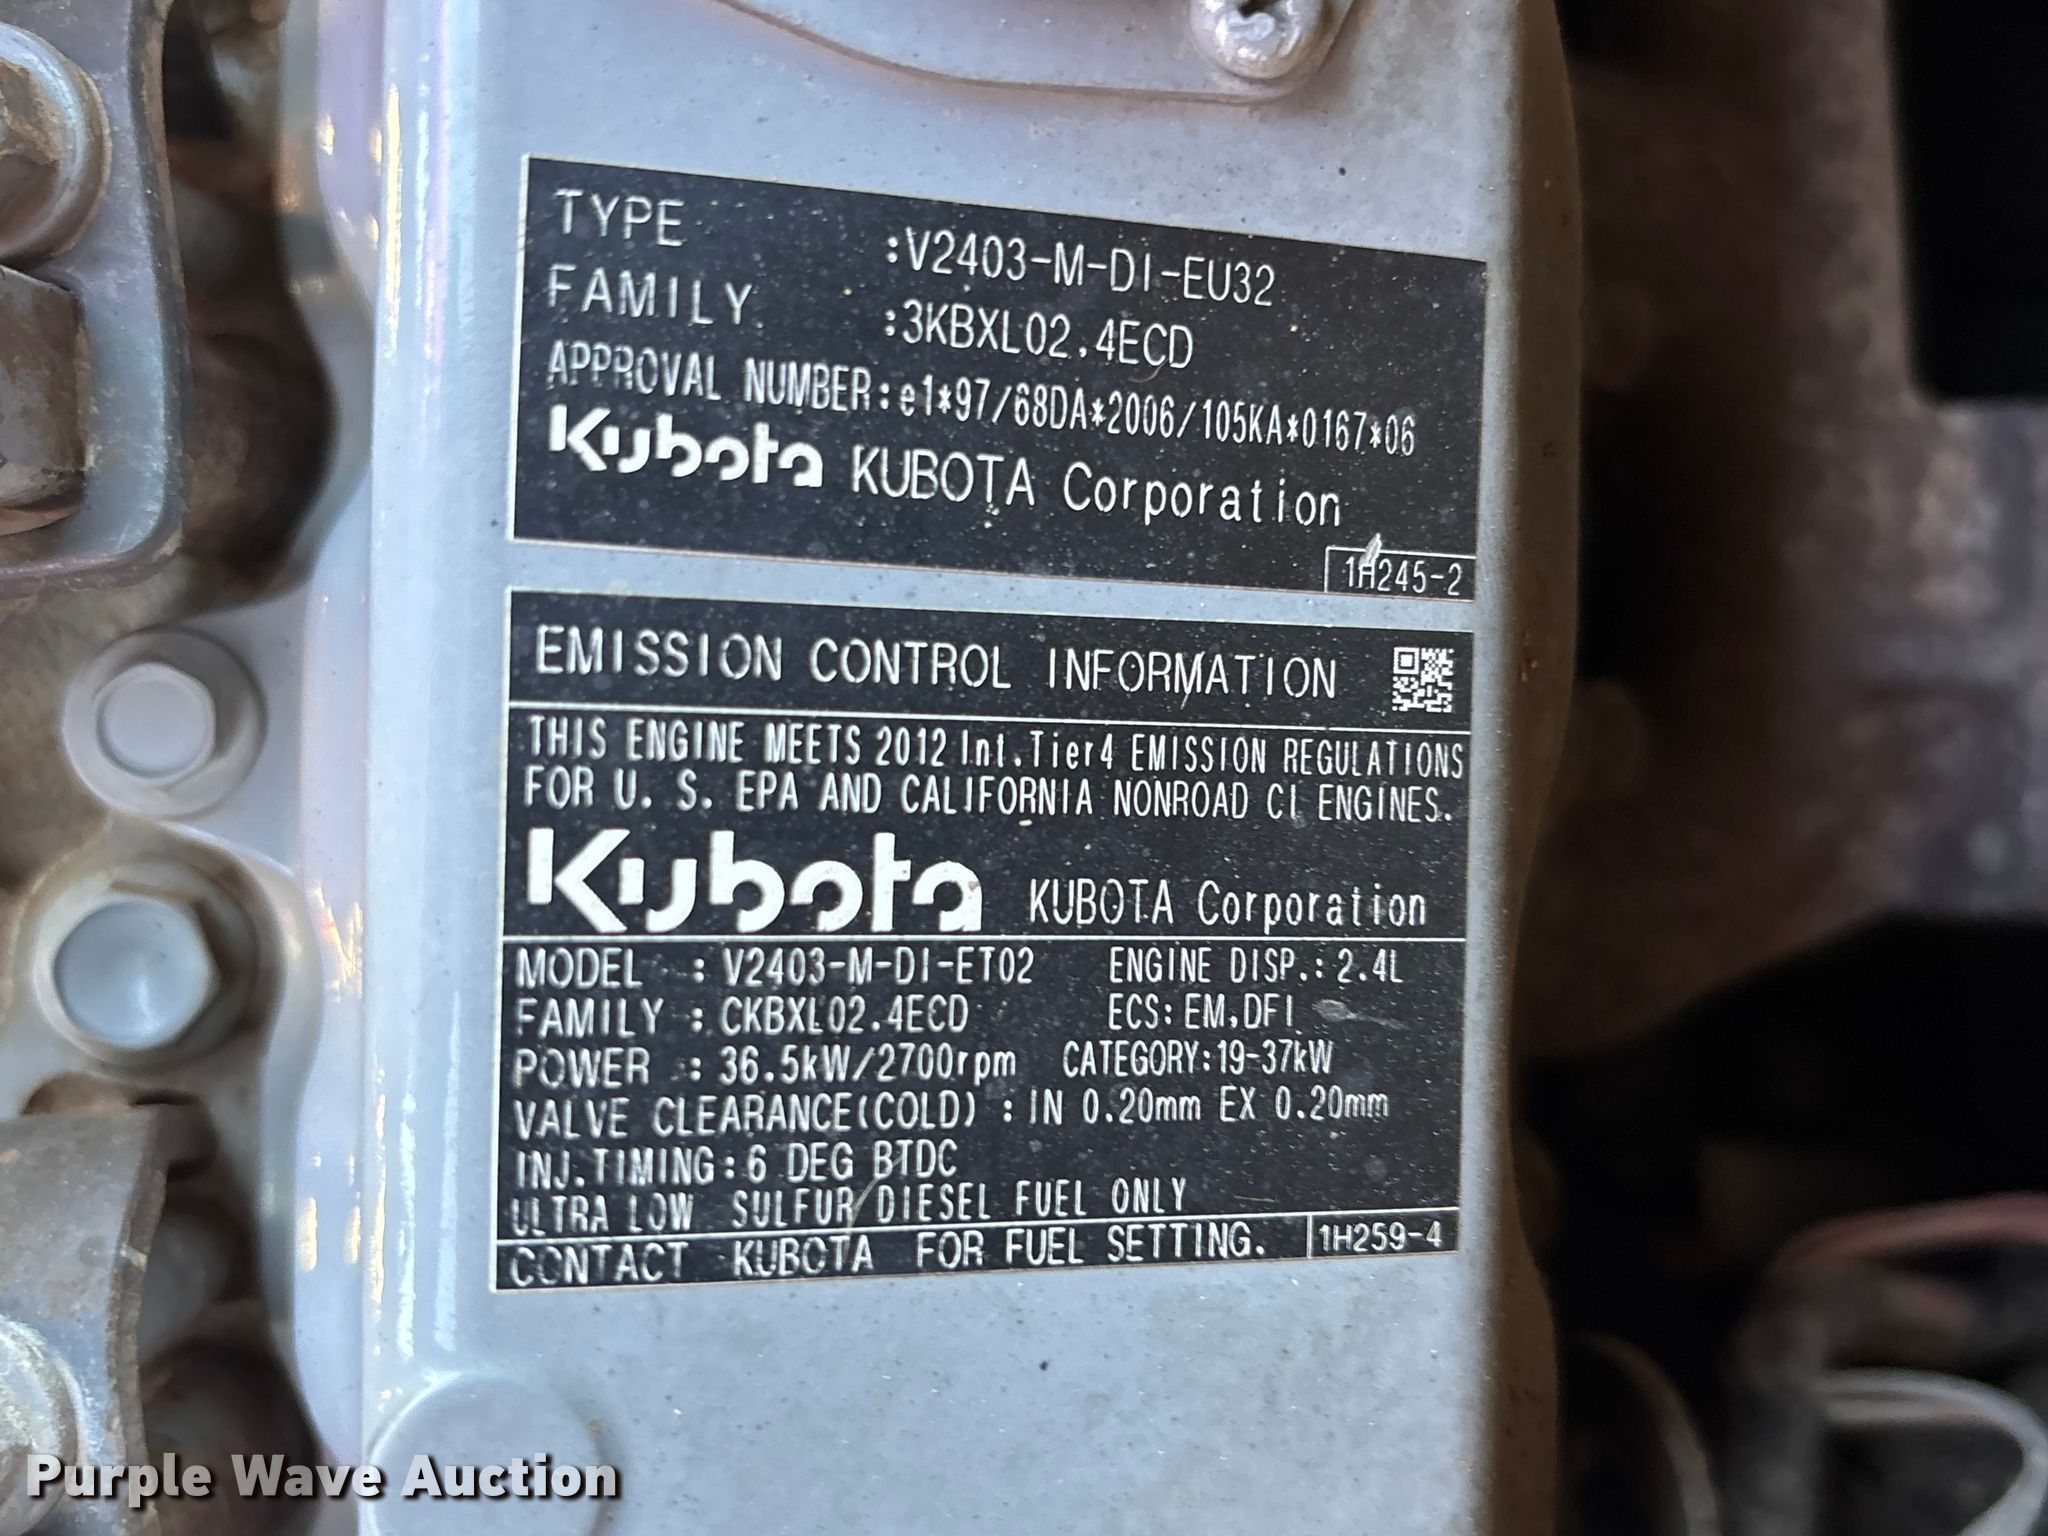 TYPE :V2403-M-DI-EU32
FAMILY :3KBXL02.4ECD
APPROVAL NUMBER:e1*97/68DA*2006/105KA*0167*06
Kubota KUBOTA Corporation
1H245-2
EMISSION CONTROL INFORMATION
THIS ENGINE MEETS 2012 Int.Tier4 EMISSION REGULATIONS
FOR U. S. EPA AND CALIFORNIA NONROAD CI ENGINES.
Kubota KUBOTA Corporation
MODEL : V2403-M-DI-ET02 ENGINE DISP.: 2.4L
FAMILY : CKBXL02.4ECD ECS: EM,DFI
POWER : 36.5kW/2700rpm CATEGORY:19-37kW
VALVE CLEARANCE(COLD) : IN 0.20mm EX 0.20mm
INJ.TIMING:6 DEG BTDC
ULTRA LOW SULFUR DIESEL FUEL ONLY
CONTACT KUBOTA FOR FUEL SETTING. 1H259-4
Purple Wave Auction